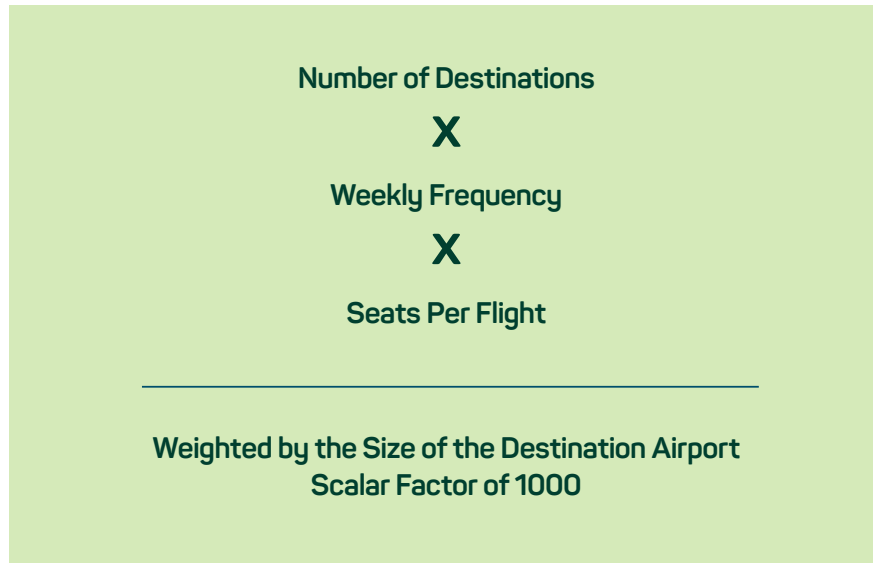 Number of Destinations
X
Weekly Frequency
X
Seats Per Flight
Weighted by the Size of the Destination Airport
Scalar Factor of 1000